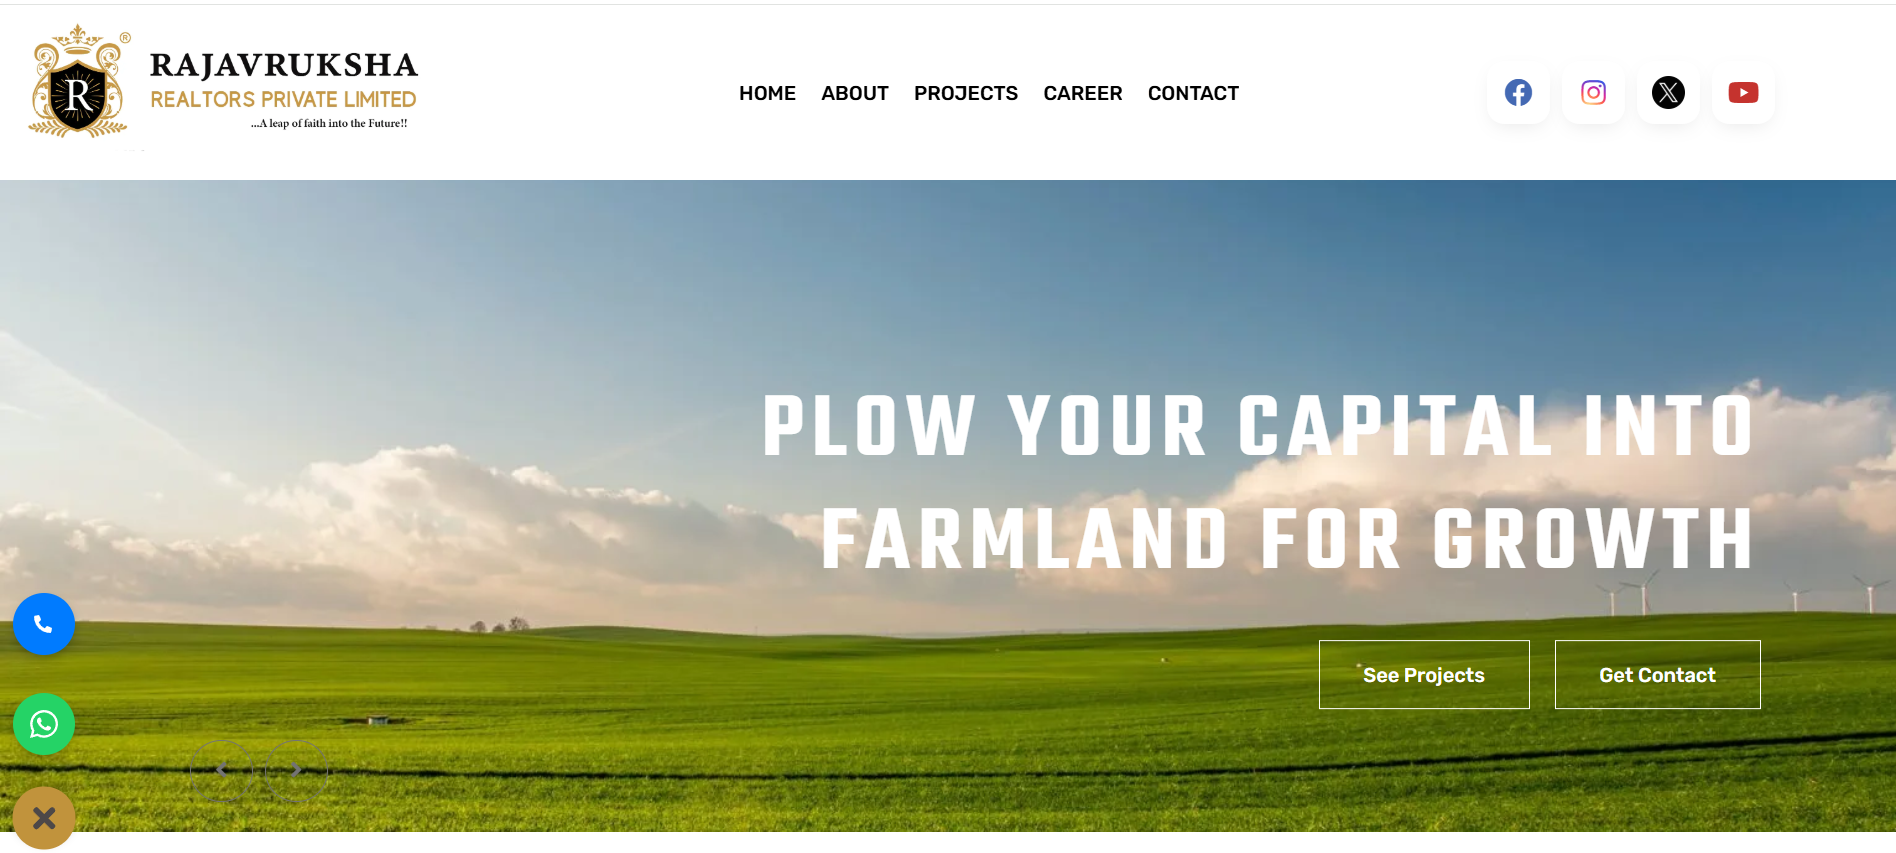 R
®
RAJAVRUKSHA
REALTORS PRIVATE LIMITED
...A leap of faith into the Future!!
HOME ABOUT PROJECTS CAREER CONTACT
PLOW YOUR CAPITAL INTO
FARMLAND FOR GROWTH
See Projects Get Contact